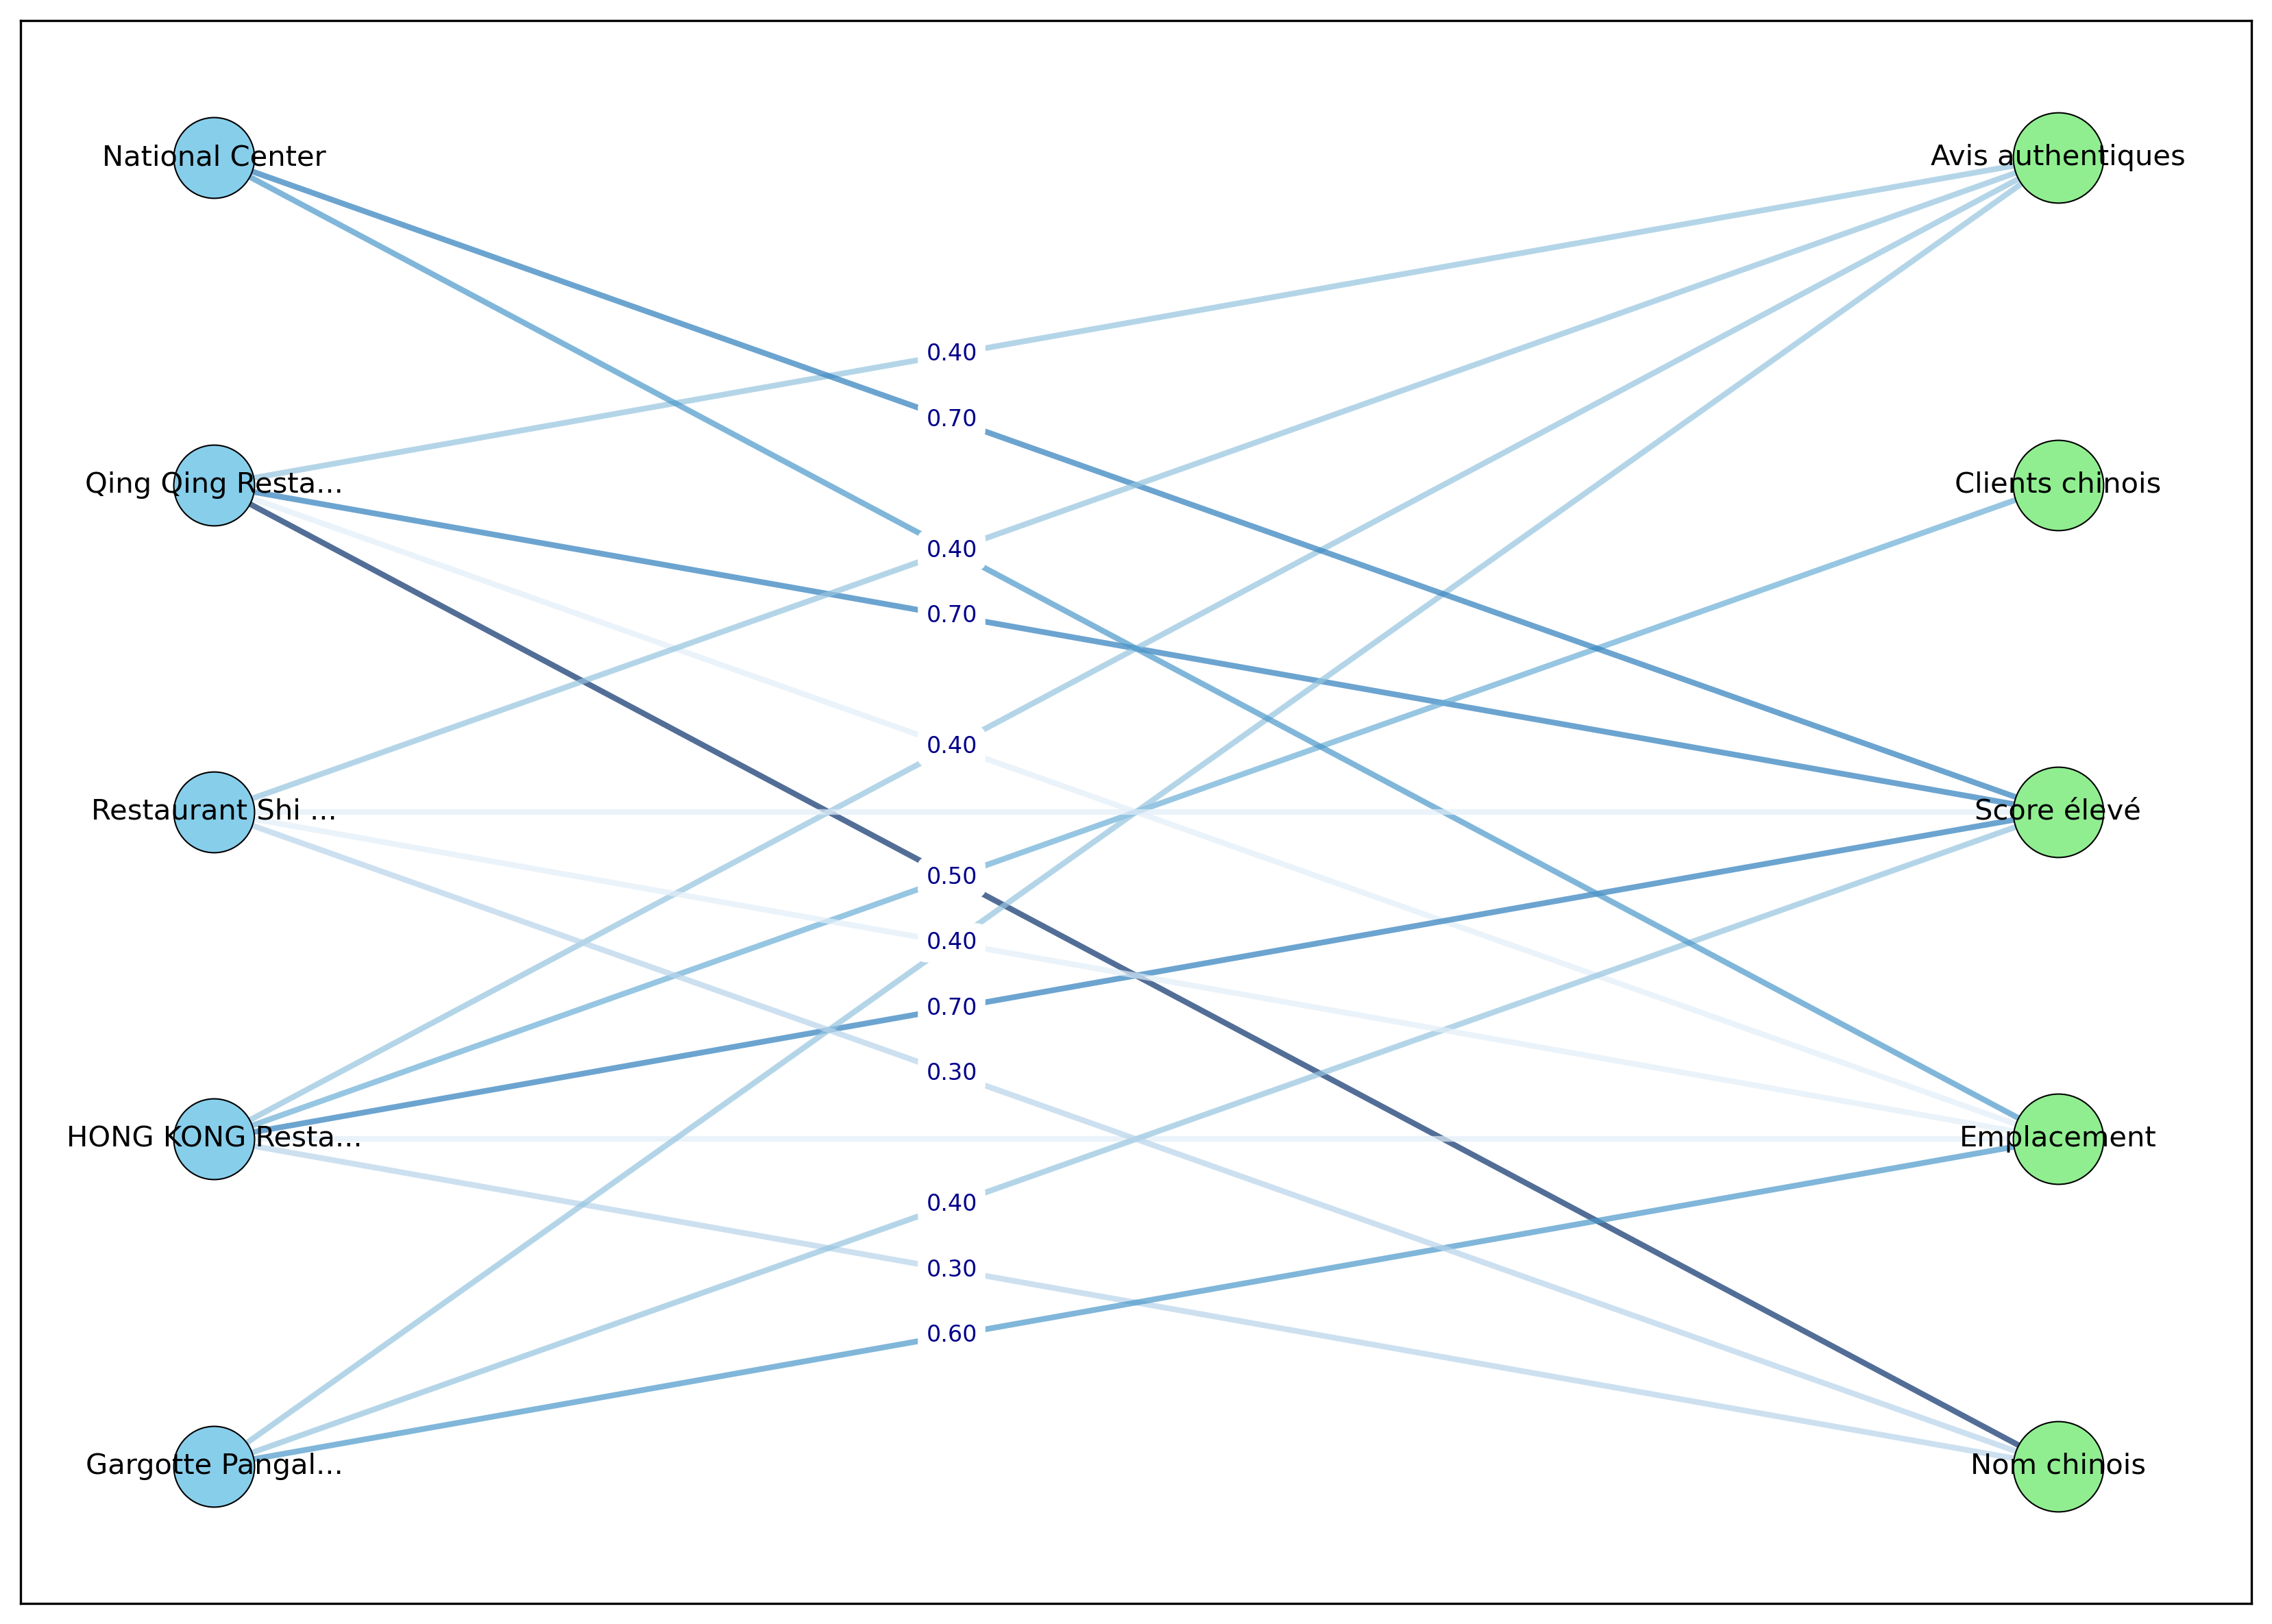 National Center
Avis authentiques
0.40
0.70
Qing Qing Resta...
Clients chinois
0.40
0.70
0.40
Restaurant Shi ...
Score élevé
0.50
0.40
0.70
0.30
HONG KONG Resta...
Emplacement
0.40
0.30
0.60
Gargotte Pangal...
Nom chinois